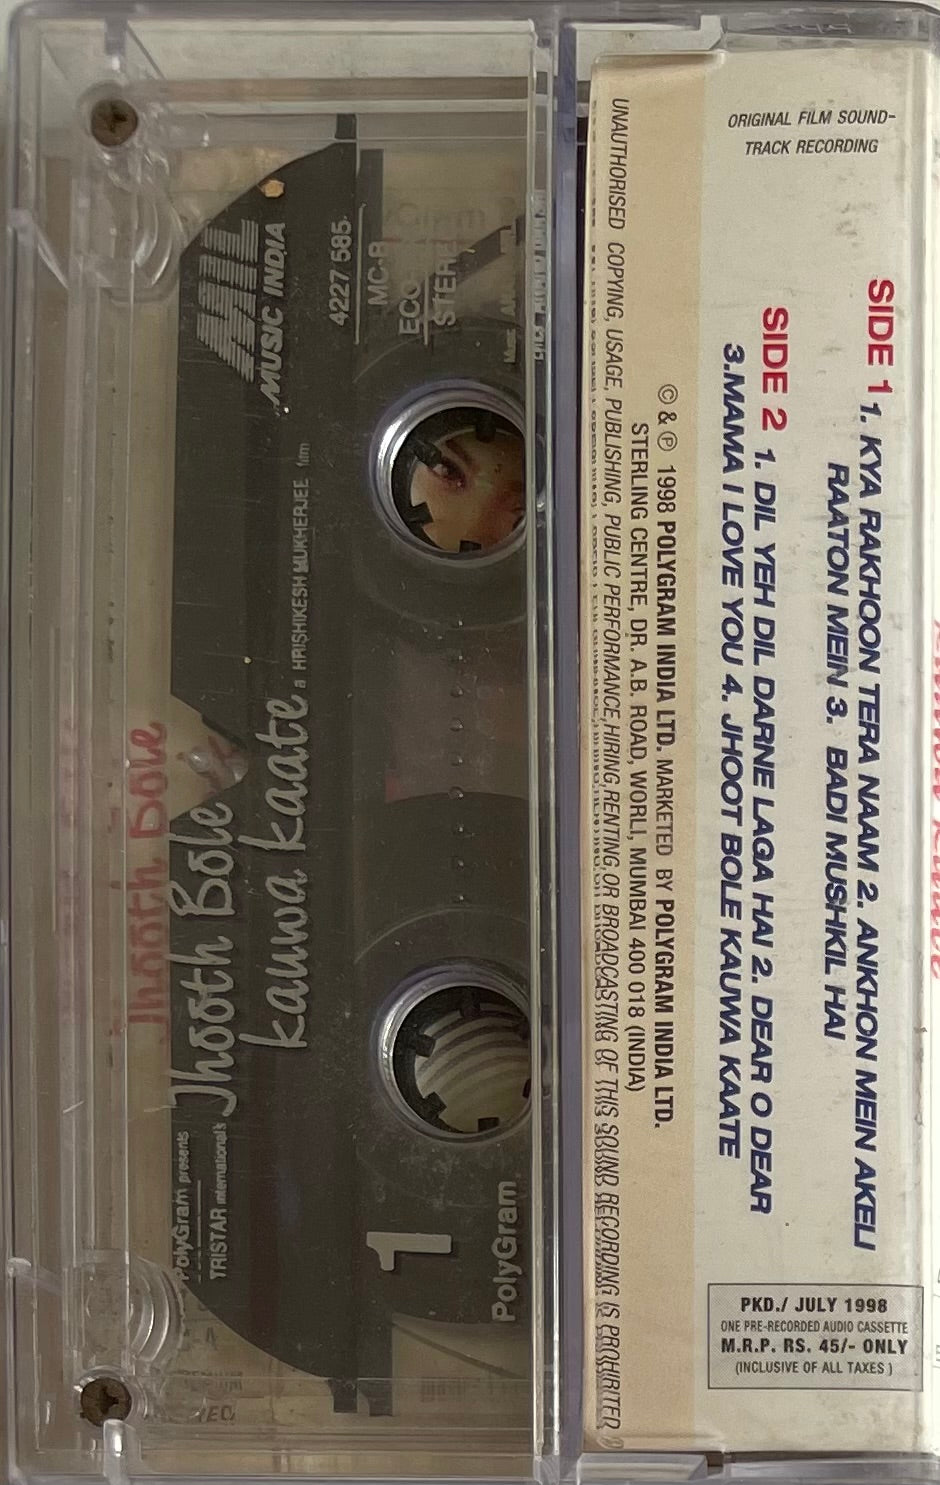 ORIGINAL FILM SOUND-
TRACK RECORDING
SIDE 1 1. KYA RAKHOON TERA NAAM 2. ANKHON MEIN AKELI
RAATON MEIN 3. BADI MUSHKIL HAI
SIDE 2 1. DIL YEH DIL DARNE LAGA HAI 2. DEAR O DEAR
3.MAMA I LOVE YOU 4. JHOOT BOLE KAUWA KAATE
© & ℗ 1998 POLYGRAM INDIA LTD. MARKETED BY POLYGRAM INDIA LTD.
STERLING CENTRE, DR. A.B. ROAD, WORLI, MUMBAI 400 018 (INDIA)
UNAUTHORISED COPYING, USAGE, PUBLISHING, PUBLIC PERFORMANCE,HIRING,RENTING,OR BROADCASTING OF THIS SOUND RECORDING IS PROHIBITED
PKD./ JULY 1998
ONE PRE-RECORDED AUDIO CASSETTE
M.R.P. RS. 45/- ONLY
(INCLUSIVE OF ALL TAXES )
Jhooth Bole
PolyGram presents
TRISTAR international's
Jhooth Bole
kauwa kaate
a HRISHIKESH MUKHERJEE film
MIL
MUSIC INDIA
4227 585
1
PolyGram